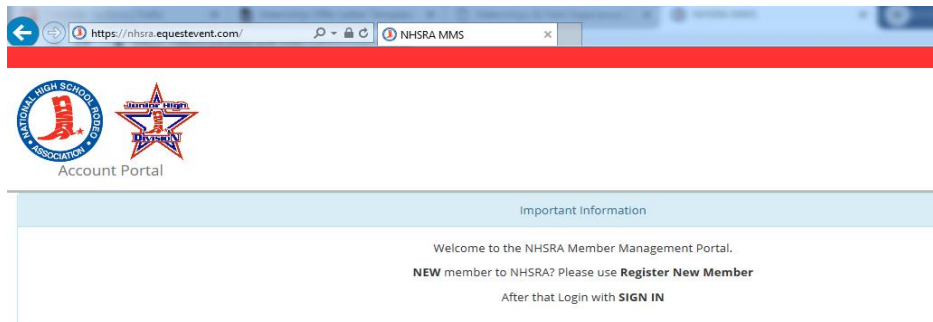 https://nhsra.equestevent.com/
NHSRA MMS
NATIONAL HIGH SCHOOL RODEO ASSOCIATION
Junior High
DIVISION
Account Portal
Important Information
Welcome to the NHSRA Member Management Portal.
NEW member to NHSRA? Please use Register New Member
After that Login with SIGN IN